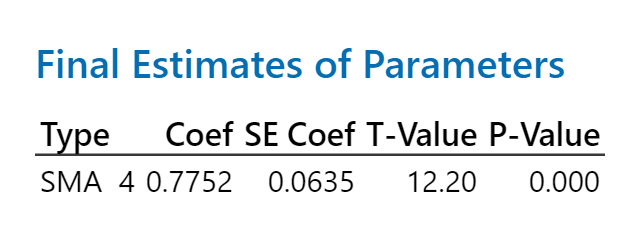 Final Estimates of Parameters
Type Coef SE Coef T-Value P-Value
SMA 4 0.7752 0.0635 12.20 0.000